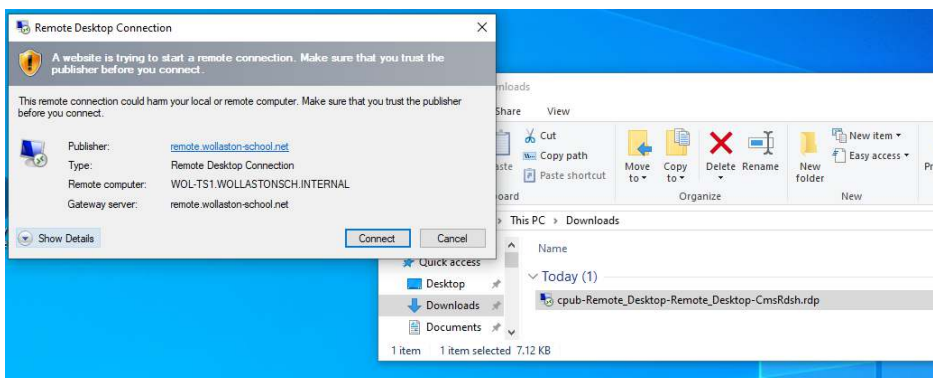 Remote Desktop Connection
A website is trying to start a remote connection. Make sure that you trust the
publisher before you connect.
This remote connection could harm your local or remote computer. Make sure that you trust the publisher
before you connect.
Publisher: remote.wollaston-school.net
Type: Remote Desktop Connection
Remote computer: WOL-TS1.WOLLASTONSCH.INTERNAL
Gateway server: remote.wollaston-school.net
Show Details
Connect Cancel
Share View
Cut
Copy path
Paste shortcut
Move to
Copy to
Delete
Rename
New folder
New item
Easy access
Organize
New
This PC > Downloads
Quick access
Desktop
Downloads
Documents
Name
Today (1)
cpub-Remote_Desktop-Remote_Desktop-CmsRdsh.rdp
1 item 1 item selected 7.12 KB